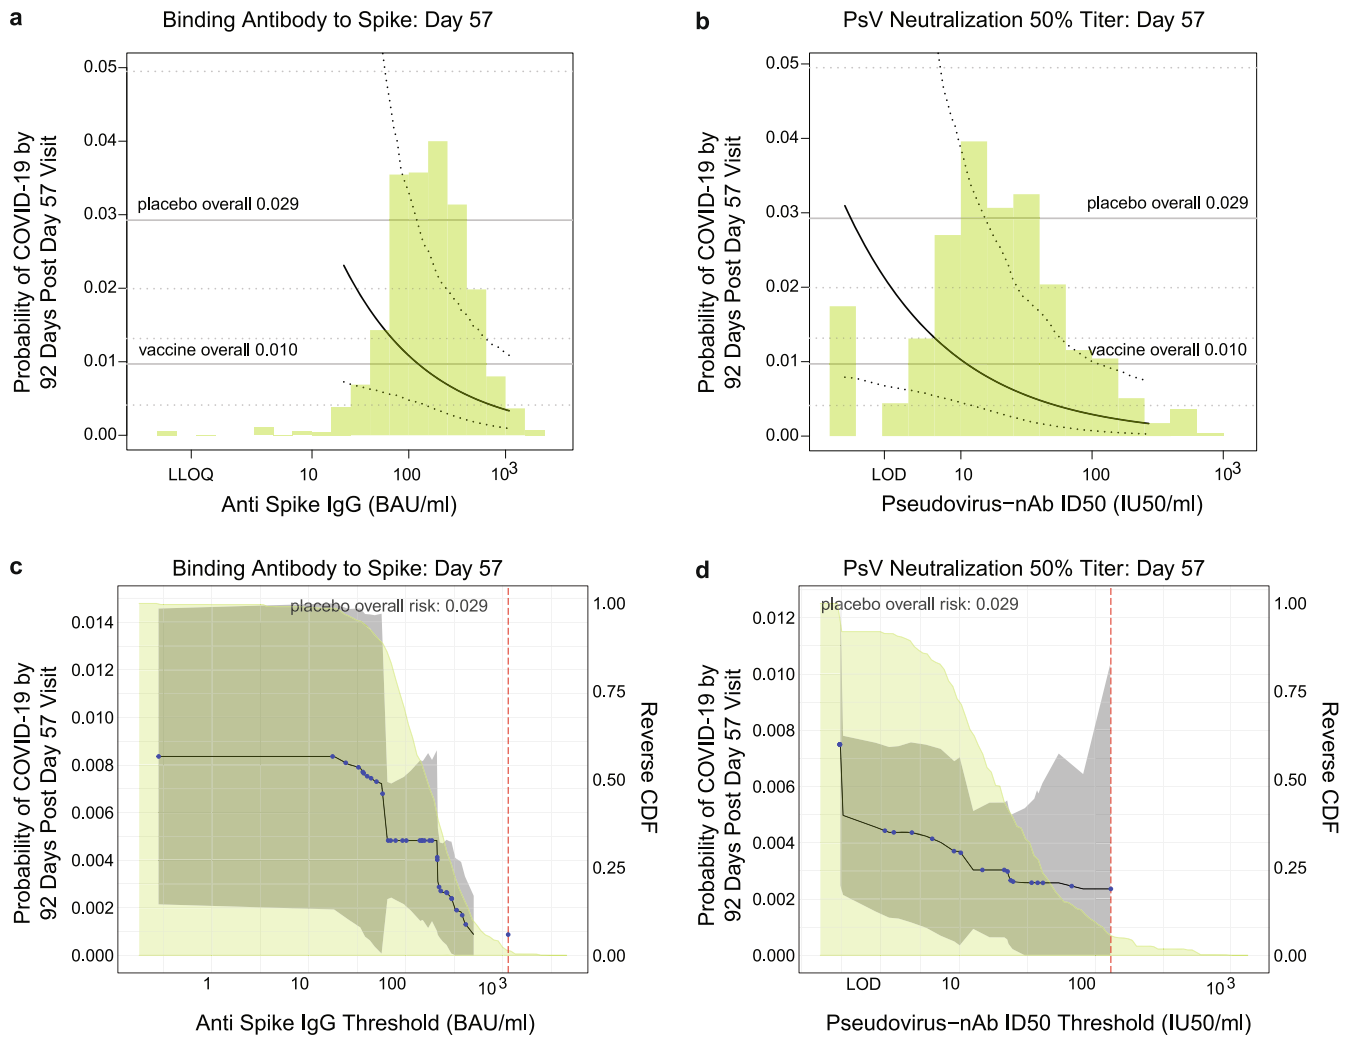 a
Binding Antibody to Spike: Day 57
Probability of COVID-19 by
92 Days Post Day 57 Visit
0.05
0.04
0.03
0.02
0.01
0.00
placebo overall 0.029
vaccine overall 0.010
LLOQ 10 100 10³
Anti Spike IgG (BAU/ml)
b
PsV Neutralization 50% Titer: Day 57
Probability of COVID-19 by
92 Days Post Day 57 Visit
0.05
0.04
0.03
0.02
0.01
0.00
placebo overall 0.029
vaccine overall 0.010
LOD 10 100 10³
Pseudovirus−nAb ID50 (IU50/ml)
c
Binding Antibody to Spike: Day 57
Probability of COVID-19 by
92 Days Post Day 57 Visit
placebo overall risk: 0.029
0.014
0.012
0.010
0.008
0.006
0.004
0.002
0.000
1.00
0.75
0.50
0.25
0.00
Reverse CDF
1 10 100 10³
Anti Spike IgG Threshold (BAU/ml)
d
PsV Neutralization 50% Titer: Day 57
Probability of COVID-19 by
92 Days Post Day 57 Visit
placebo overall risk: 0.029
0.012
0.010
0.008
0.006
0.004
0.002
0.000
1.00
0.75
0.50
0.25
0.00
Reverse CDF
LOD 10 100 10³
Pseudovirus−nAb ID50 Threshold (IU50/ml)